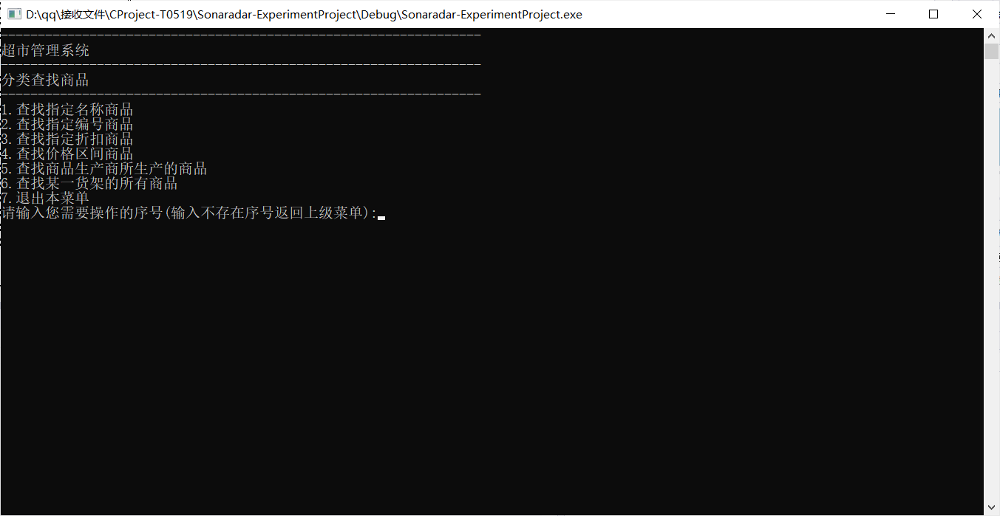 D:\qq\接收文件\CProject-T0519\Sonaradar-ExperimentProject\Debug\Sonaradar-ExperimentProject.exe
-----------------------------------------------------------------
超市管理系统
-----------------------------------------------------------------
分类查找商品
-----------------------------------------------------------------
1.查找指定名称商品
2.查找指定编号商品
3.查找指定折扣商品
4.查找价格区间商品
5.查找商品生产商所生产的商品
6.查找某一货架的所有商品
7.退出本菜单
请输入您需要操作的序号(输入不存在序号返回上级菜单):